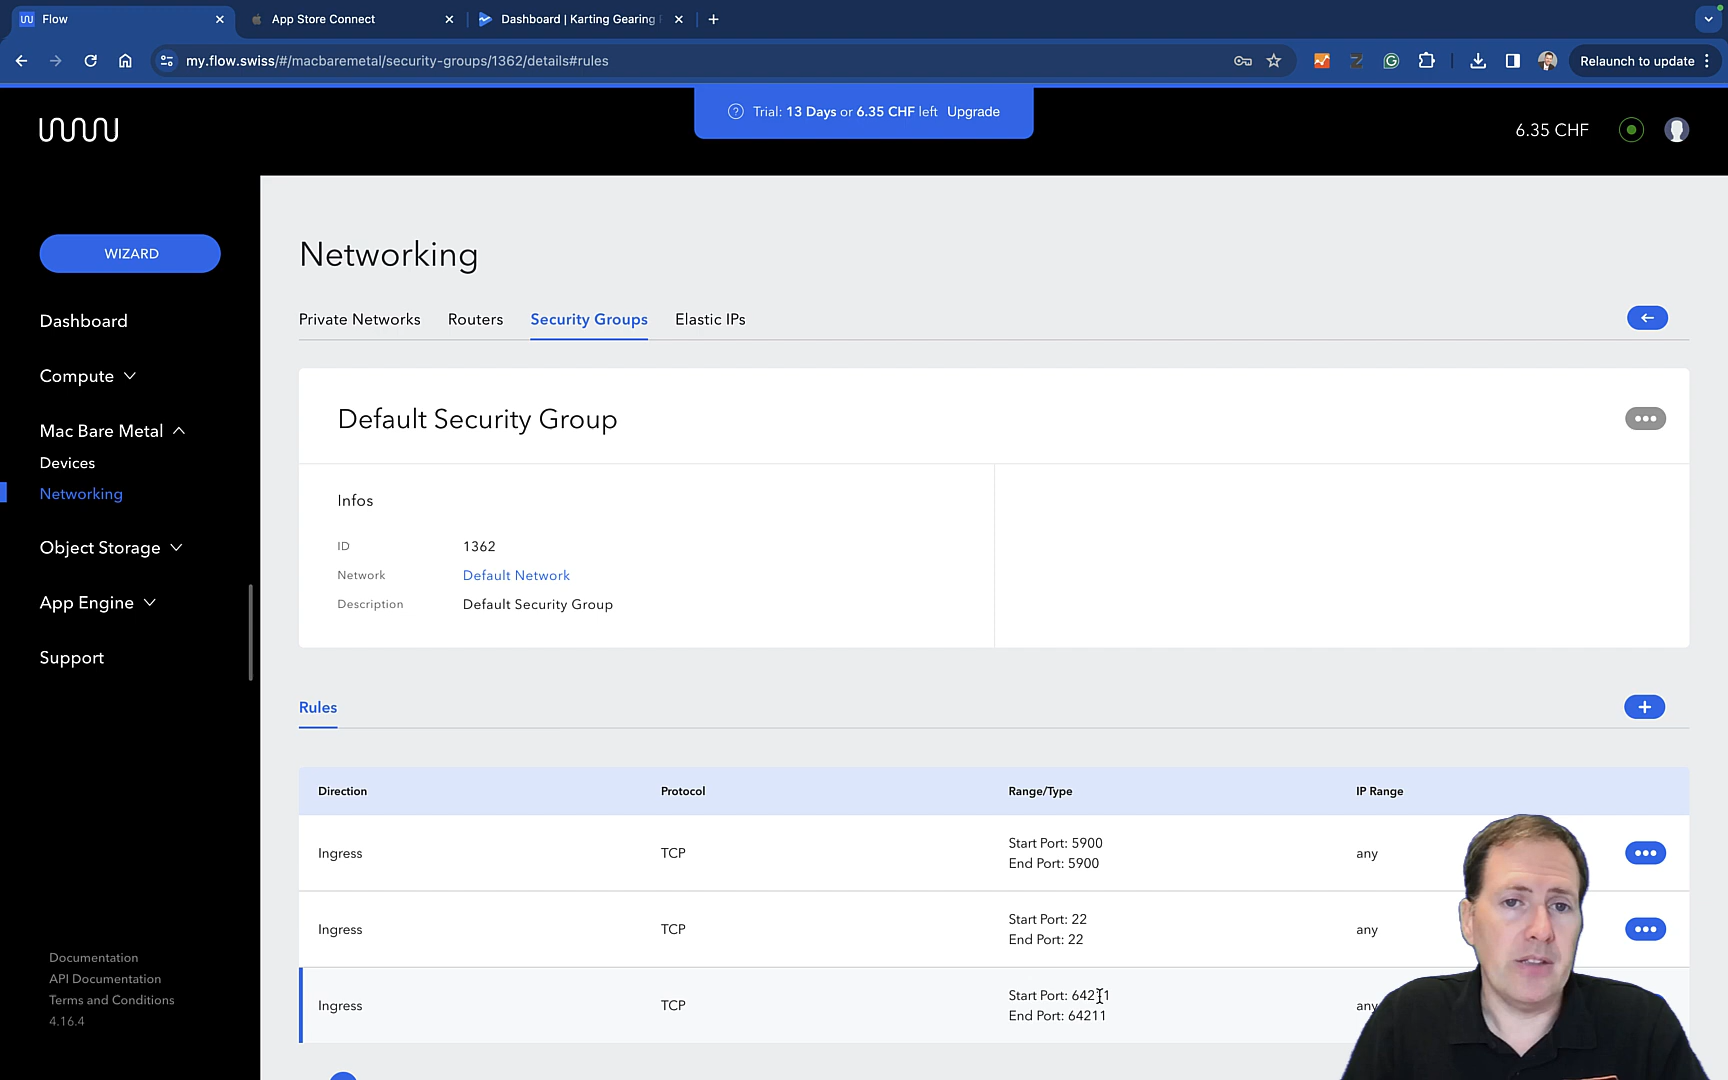 Flow
App Store Connect
Dashboard | Karting Gearing
my.flow.swiss/#/macbaremetal/security-groups/1362/details#rules
Relaunch to update
Trial: 13 Days or 6.35 CHF left Upgrade
6.35 CHF
WIZARD
Dashboard
Compute
Mac Bare Metal
Devices
Networking
Object Storage
App Engine
Support
Documentation
API Documentation
Terms and Conditions
4.16.4
Networking
Private Networks Routers Security Groups Elastic IPs
Default Security Group
Infos
ID 1362
Network Default Network
Description Default Security Group
Rules
Direction Protocol Range/Type IP Range
Ingress TCP Start Port: 5900 any
End Port: 5900
Ingress TCP Start Port: 22 any
End Port: 22
Ingress TCP Start Port: 64211 any
End Port: 64211